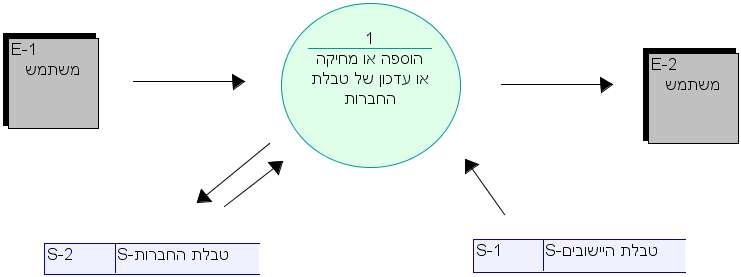 E-1
משתמש
1
הוספה או מחיקה
או עדכון של טבלת
החברות
E-2
משתמש
S-2 S-טבלת החברות
S-1 S-טבלת היישובים